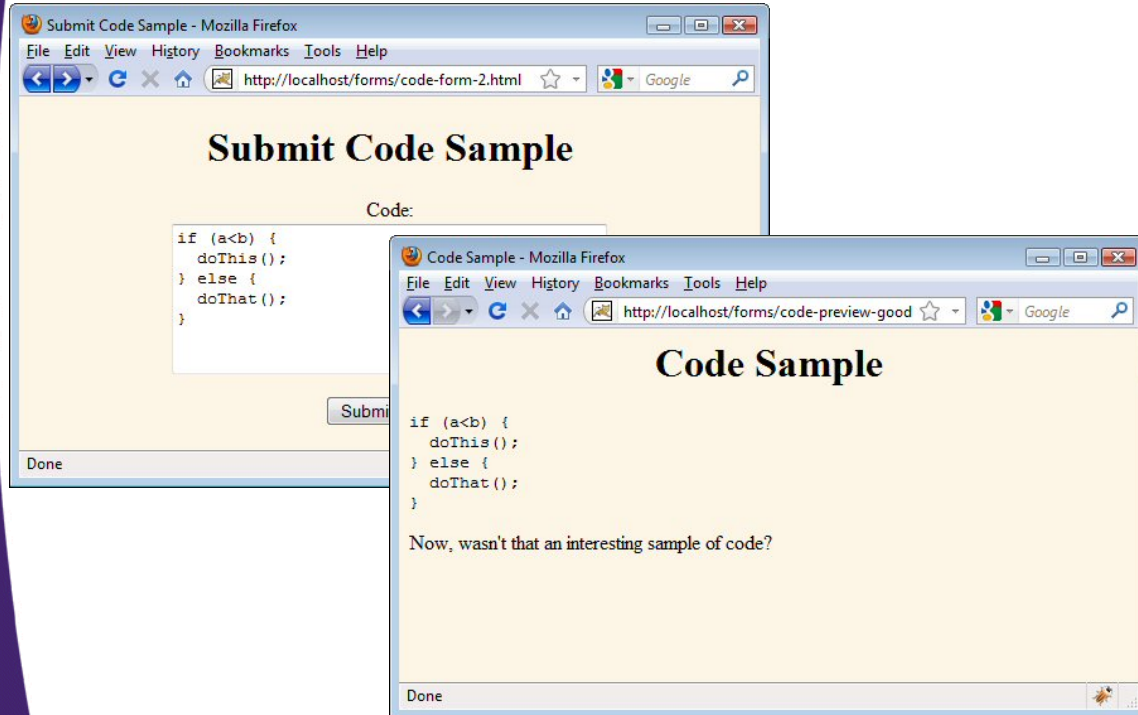 Submit Code Sample - Mozilla Firefox
File Edit View History Bookmarks Tools Help
http://localhost/forms/code-form-2.html
Google
Submit Code Sample
Code:
if (a<b) {
  doThis();
} else {
  doThat();
}
Submi
Done
Code Sample - Mozilla Firefox
File Edit View History Bookmarks Tools Help
http://localhost/forms/code-preview-good
Google
Code Sample
if (a<b) {
  doThis();
} else {
  doThat();
}
Now, wasn't that an interesting sample of code?
Done